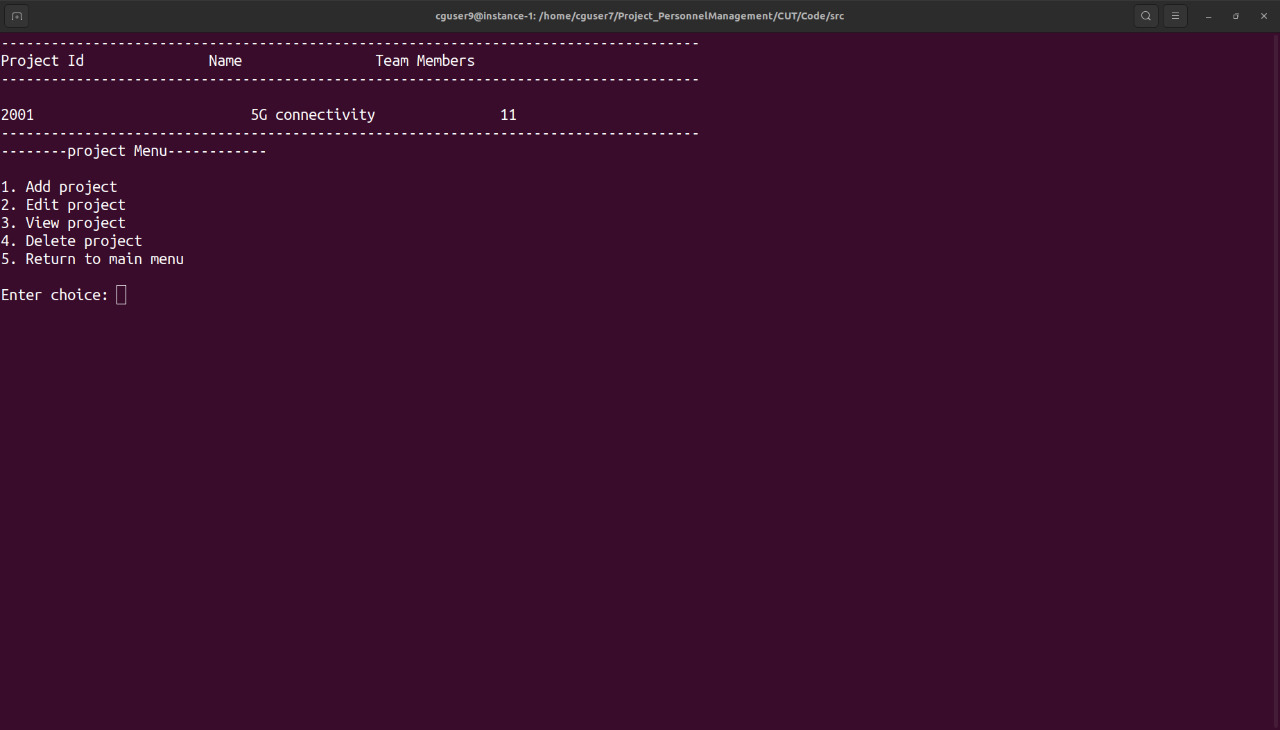 cguser9@instance-1: /home/cguser7/Project_PersonnelManagement/CUT/Code/src
------------------------------------------------------------------------------------
Project Id               Name                Team Members
------------------------------------------------------------------------------------
2001                          5G connectivity               11
------------------------------------------------------------------------------------
--------project Menu------------
1. Add project
2. Edit project
3. View project
4. Delete project
5. Return to main menu
Enter choice: